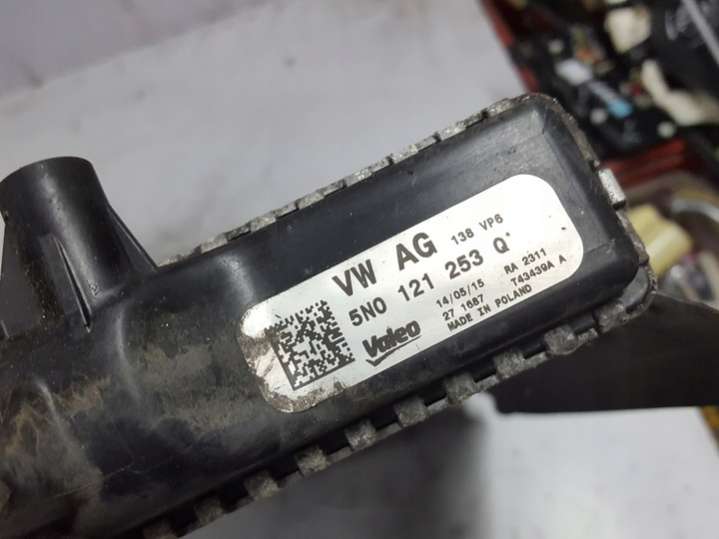 VW AG 138 VP6
5N0 121 253 Q*
Valeo
14/05/15 RA 2311
27 1687 T43439A A
MADE IN POLAND